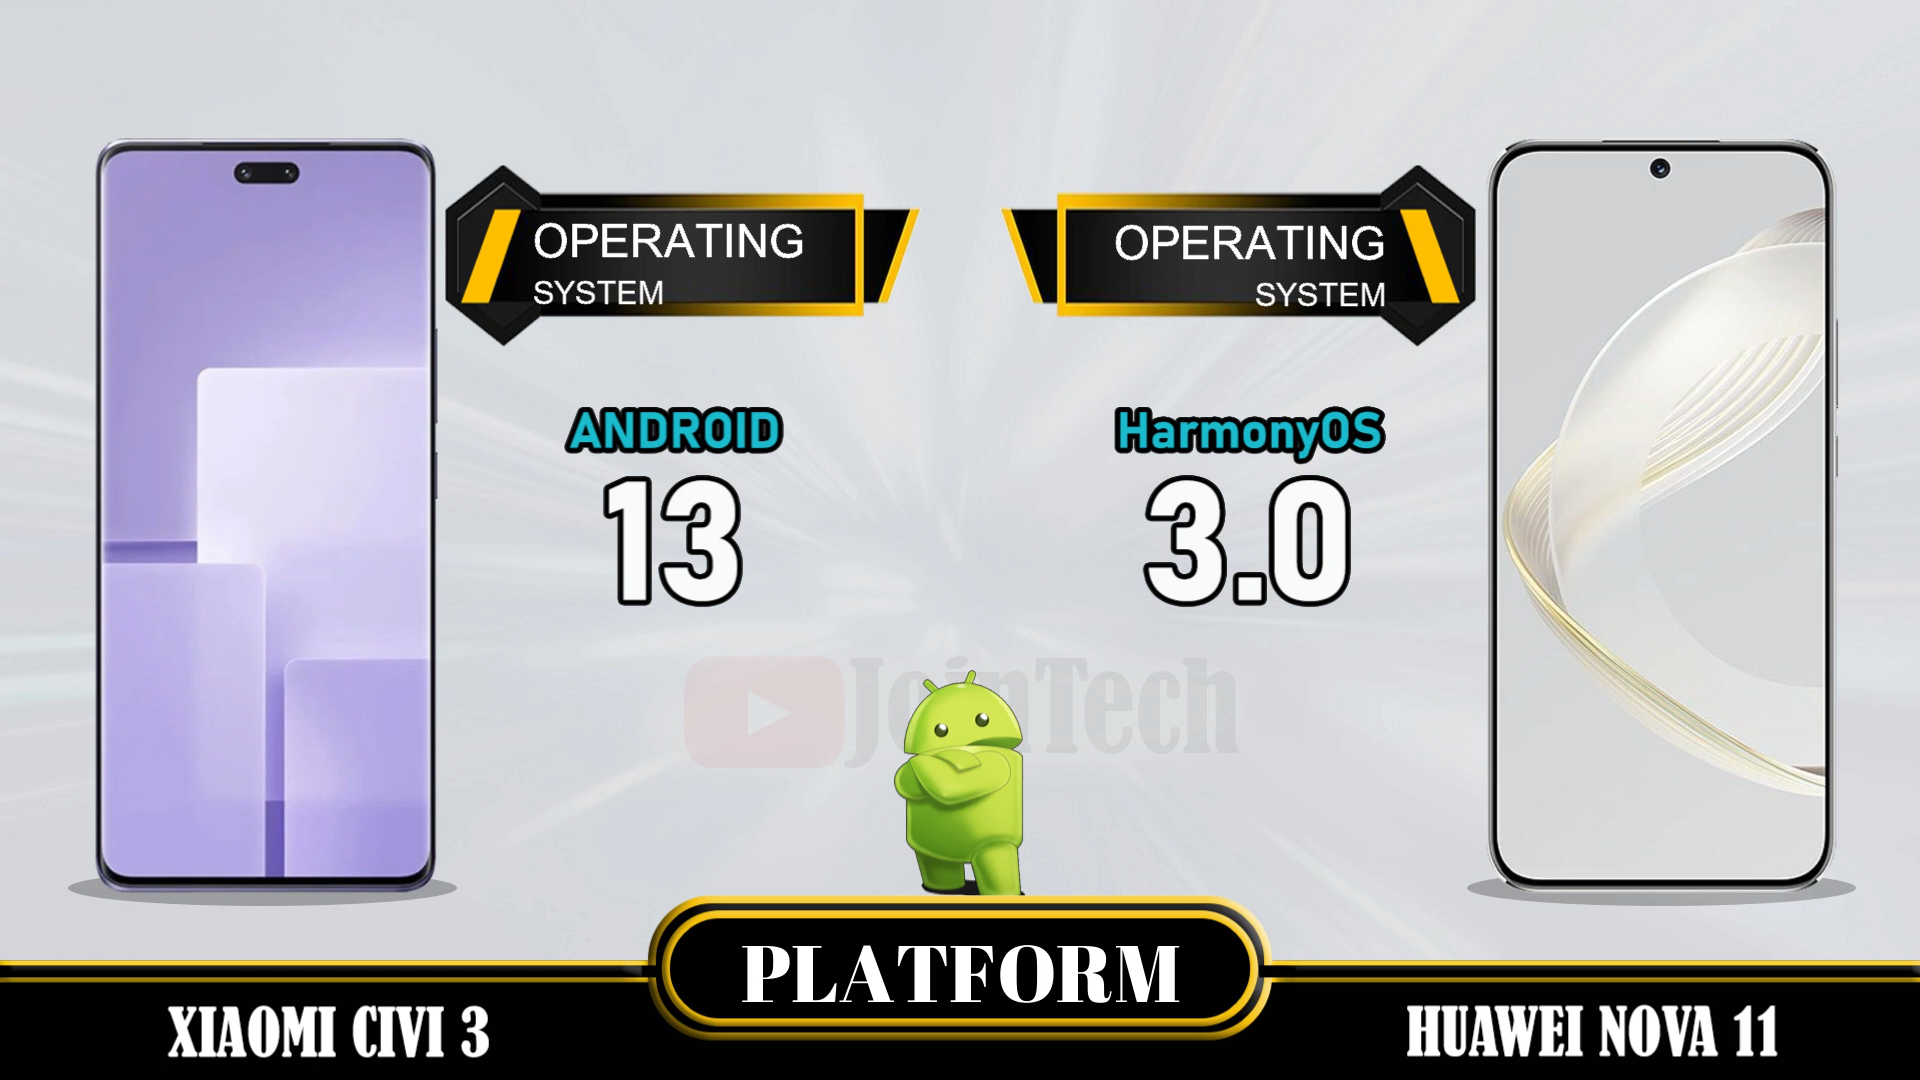 OPERATING
SYSTEM
OPERATING
SYSTEM
ANDROID
13
HarmonyOS
3.0
JoinTech
PLATFORM
XIAOMI CIVI 3
HUAWEI NOVA 11